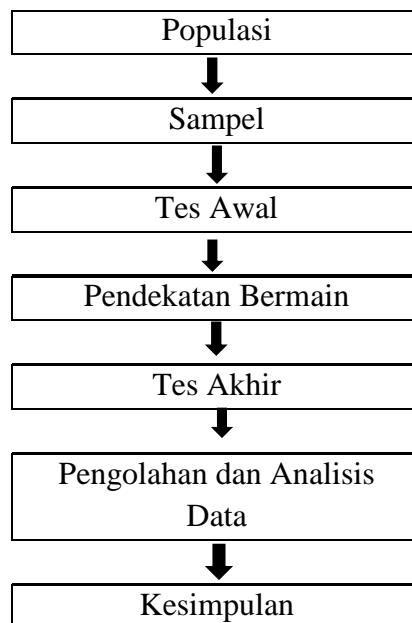 Populasi
Sampel
Tes Awal
Pendekatan Bermain
Tes Akhir
Pengolahan dan Analisis
Data
Kesimpulan